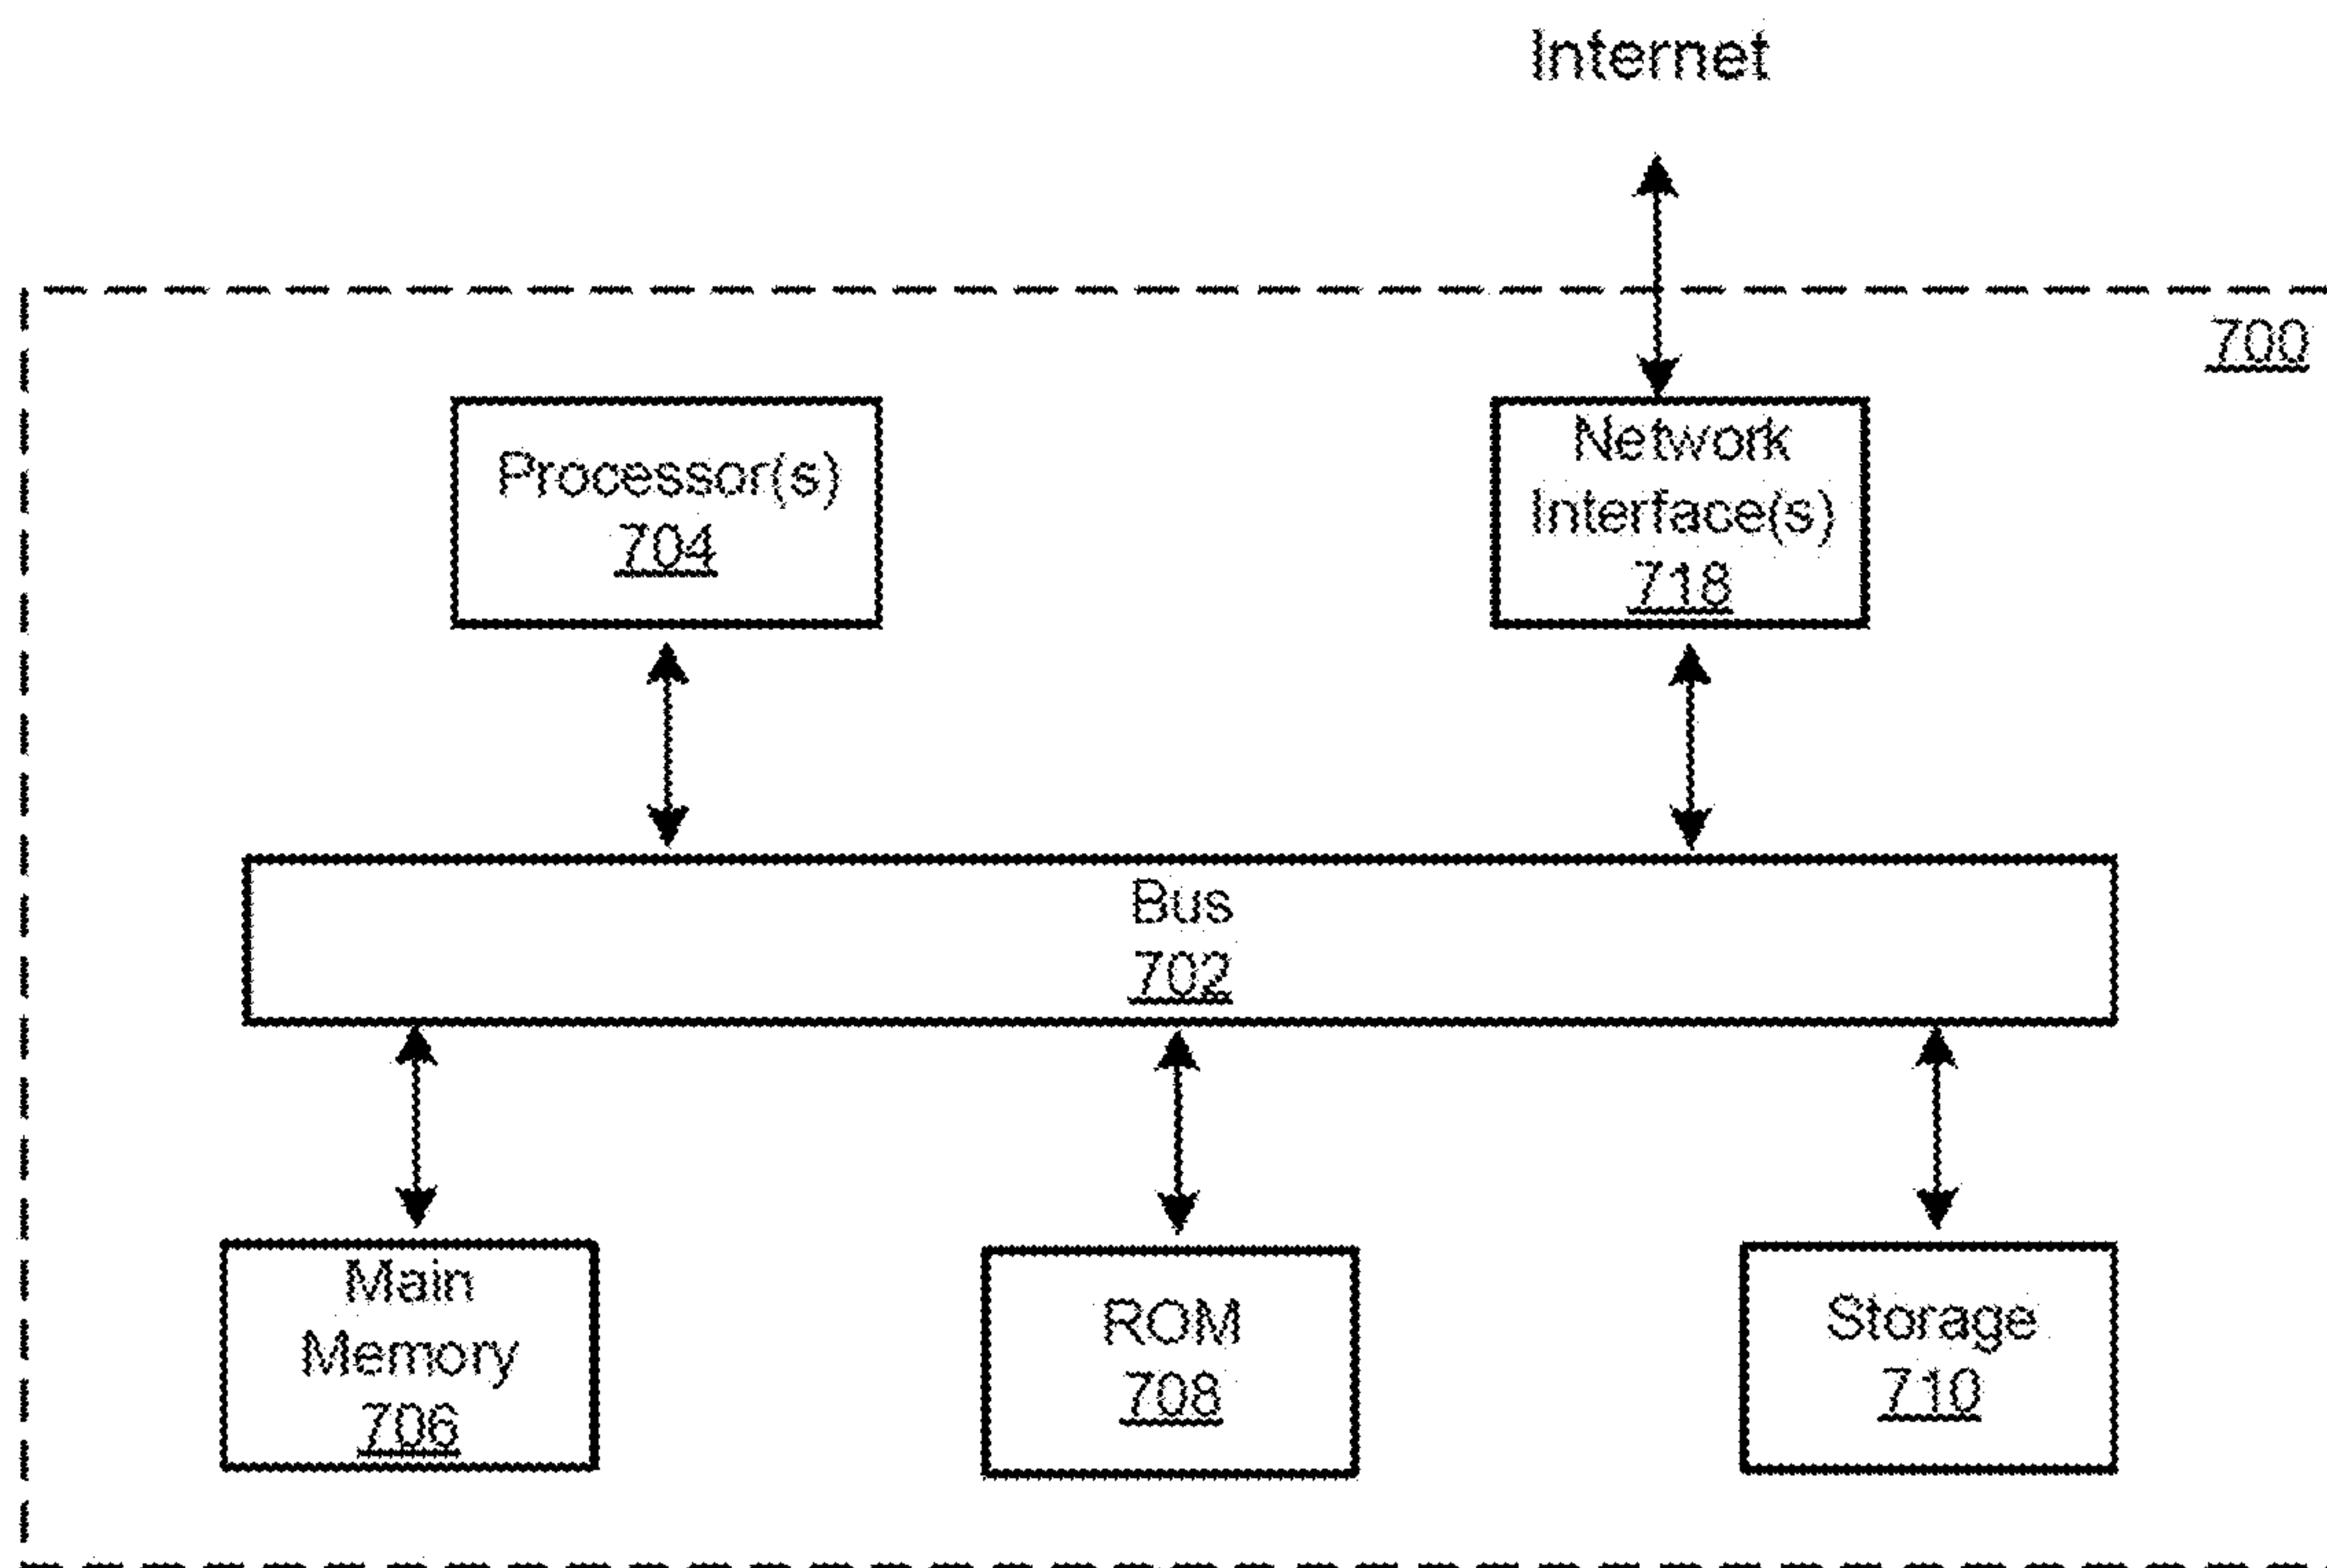 Internet
700
Processor(s)
704
Network
Interface(s)
718
Bus
702
Main
Memory
706
ROM
708
Storage
710